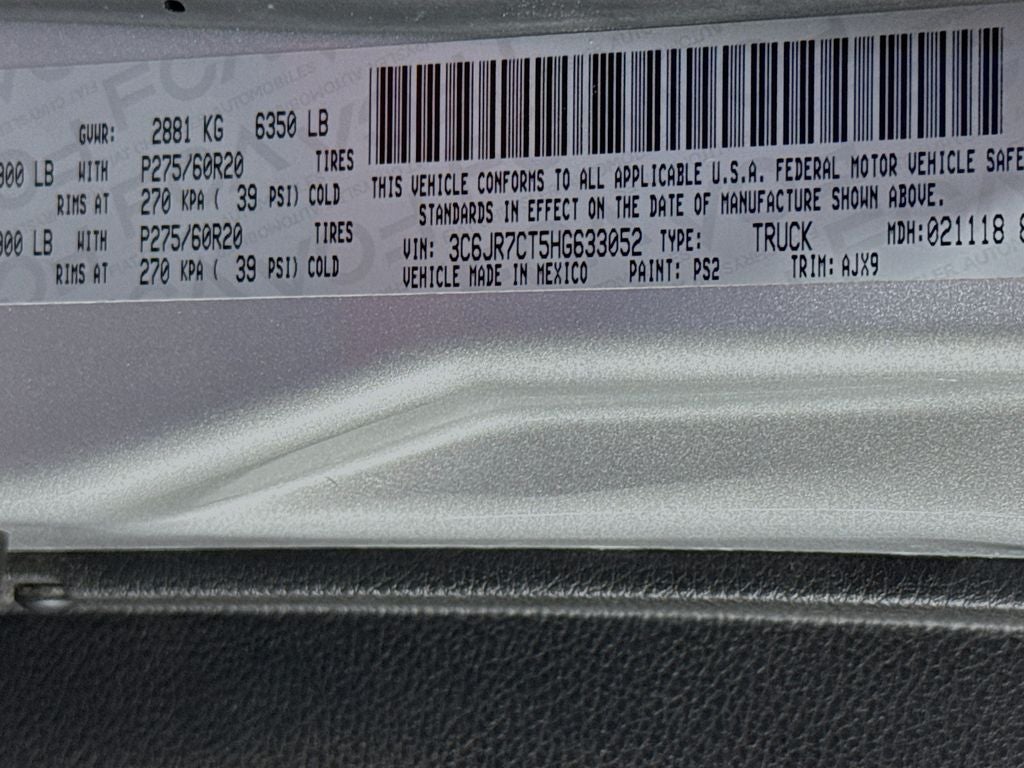 GVWR: 2881 KG 6350 LB
900 LB WITH P275/60R20 TIRES
RIMS AT 270 KPA ( 39 PSI) COLD
900 LB WITH P275/60R20 TIRES
RIMS AT 270 KPA ( 39 PSI) COLD
THIS VEHICLE CONFORMS TO ALL APPLICABLE U.S.A. FEDERAL MOTOR VEHICLE SAFE
STANDARDS IN EFFECT ON THE DATE OF MANUFACTURE SHOWN ABOVE.
VIN: 3C6JR7CT5HG633052 TYPE: TRUCK MDH:021118 8
VEHICLE MADE IN MEXICO PAINT: PS2 TRIM: AJX9